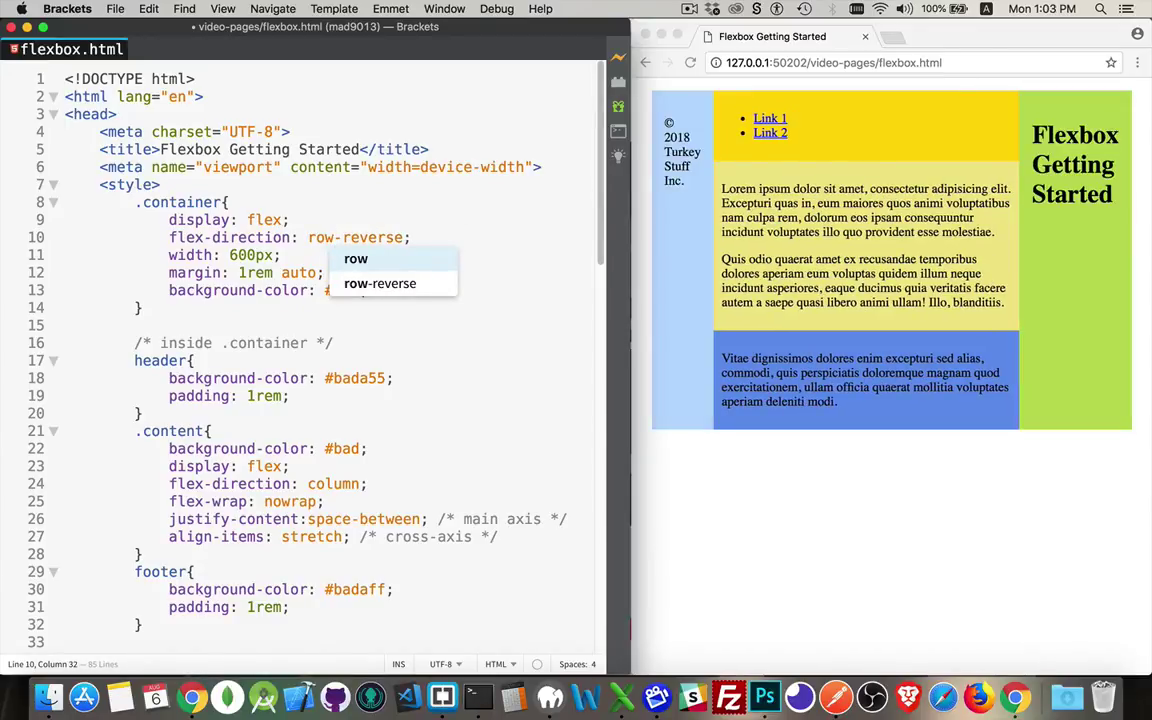 Brackets File Edit Find View Navigate Template Emmet Window Debug Help 100% A Mon 1:03 PM
• video-pages/flexbox.html (mad9013) — Brackets
flexbox.html
1 <!DOCTYPE html>
2 <html lang="en">
3 <head>
4 <meta charset="UTF-8">
5 <title>Flexbox Getting Started</title>
6 <meta name="viewport" content="width=device-width">
7 <style>
8 .container{
9 display: flex;
10 flex-direction: row-reverse;
11 width: 600px;
12 margin: 1rem auto;
13 background-color: #
14 }
15
16 /* inside .container */
17 header{
18 background-color: #bada55;
19 padding: 1rem;
20 }
21 .content{
22 background-color: #bad;
23 display: flex;
24 flex-direction: column;
25 flex-wrap: nowrap;
26 justify-content:space-between; /* main axis */
27 align-items: stretch; /* cross-axis */
28 }
29 footer{
30 background-color: #badaff;
31 padding: 1rem;
32 }
33
row
row-reverse
Line 10, Column 32 — 85 Lines
INS UTF-8 HTML Spaces: 4
Flexbox Getting Started
127.0.0.1:50202/video-pages/flexbox.html
©
2018
Turkey
Stuff
Inc.
• Link 1
• Link 2
Lorem ipsum dolor sit amet, consectetur adipisicing elit.
Excepturi quas in, eum maiores quos animi voluptatibus
nam culpa rem, dolorum eos ipsam consequuntur
dolorem necessitatibus quo provident esse molestiae.
Quis odio quaerat amet ex recusandae temporibus
dolores aperiam eum voluptas quidem illum neque
incidunt asperiores, eaque ducimus quia veritatis facere
autem a saepe quasi libero animi ullam! Illo, blanditiis.
Vitae dignissimos dolores enim excepturi sed alias,
commodi, quis perspiciatis doloremque magnam quod
exercitationem, ullam officia quaerat mollitia voluptates
aperiam deleniti modi.
Flexbox
Getting
Started
AUG
6